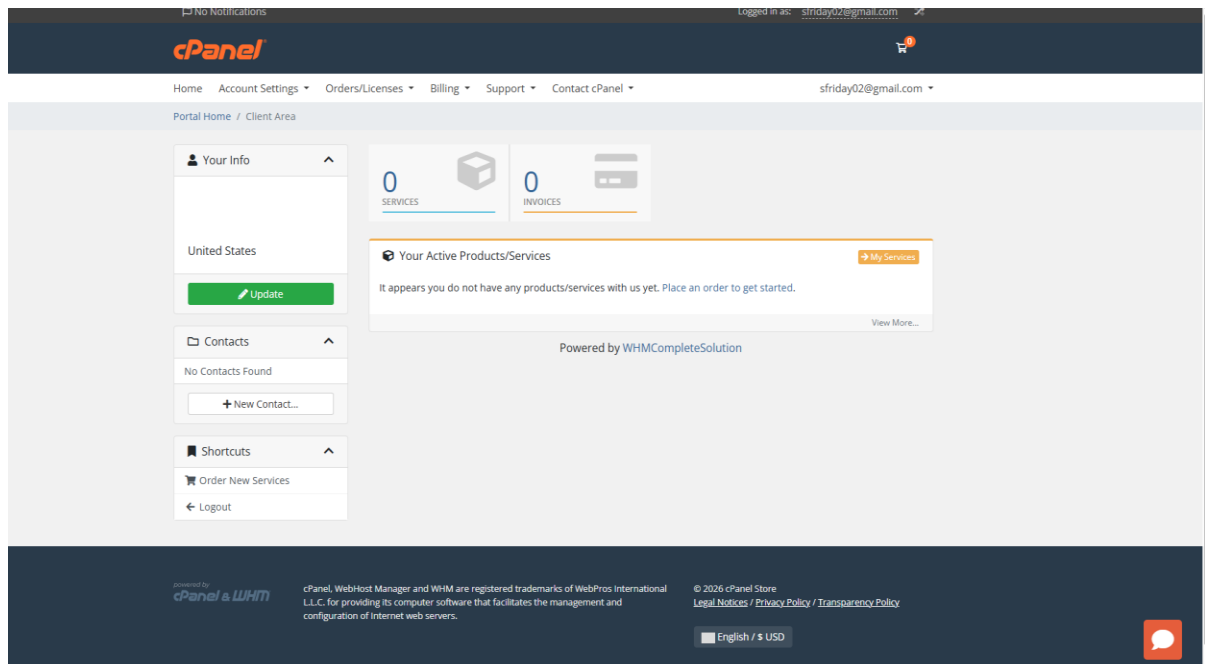 No Notifications
Logged in as: sfriday02@gmail.com
cPanel
0
Home Account Settings Orders/Licenses Billing Support Contact cPanel sfriday02@gmail.com
Portal Home / Client Area
Your Info
United States
Update
Contacts
No Contacts Found
New Contact...
Shortcuts
Order New Services
Logout
0
SERVICES
0
INVOICES
Your Active Products/Services
My Services
It appears you do not have any products/services with us yet. Place an order to get started.
View More...
Powered by WHMCompleteSolution
powered by
cPanel & WHM
cPanel, WebHost Manager and WHM are registered trademarks of WebPros International
L.L.C. for providing its computer software that facilitates the management and
configuration of Internet web servers.
© 2026 cPanel Store
Legal Notices / Privacy Policy / Transparency Policy
English / $ USD